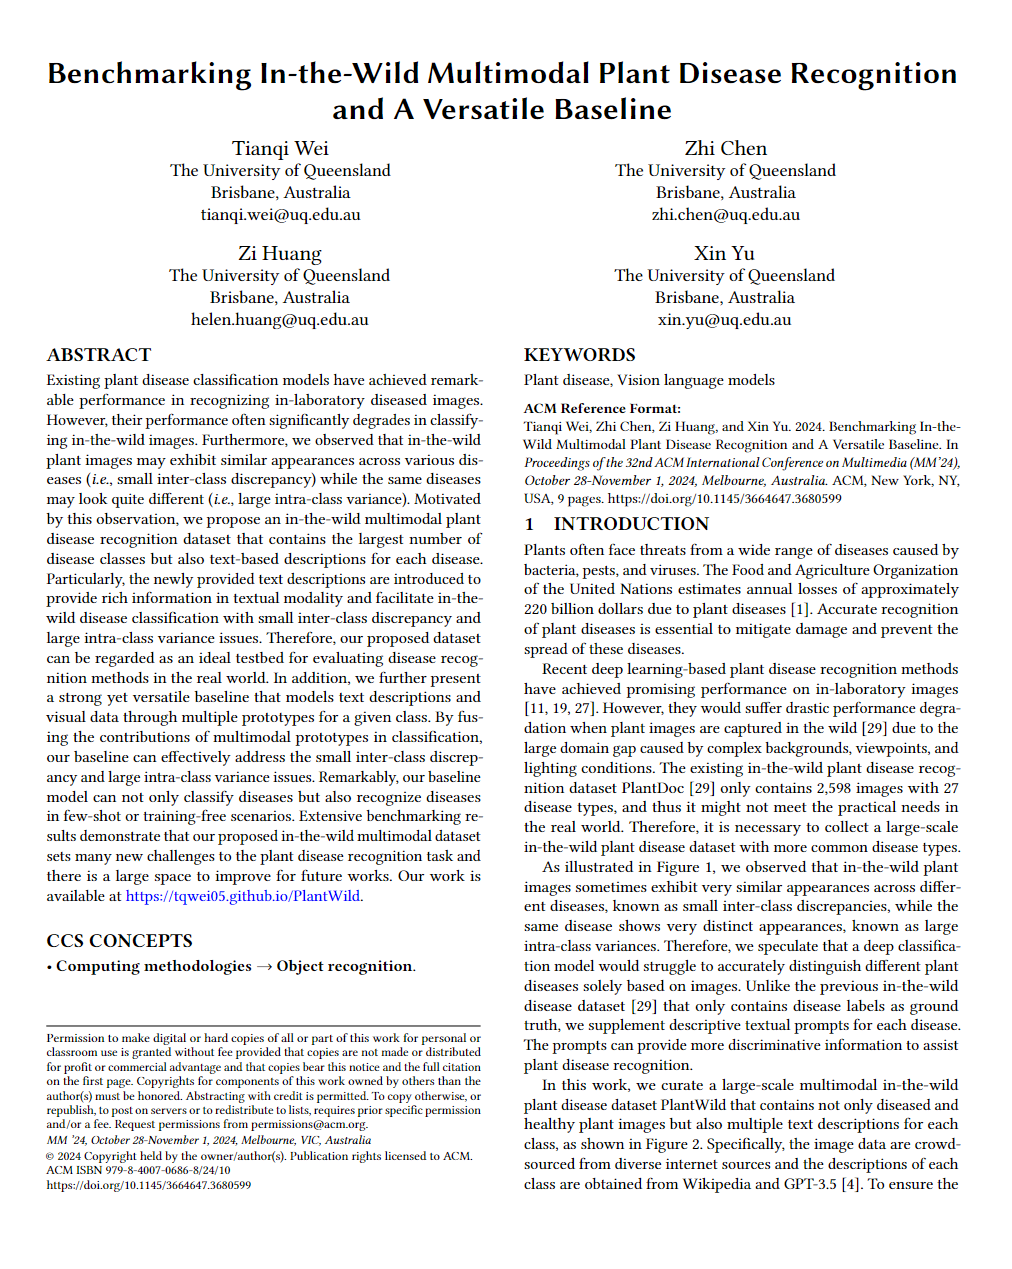 Benchmarking In-the-Wild Multimodal Plant Disease Recognition
and A Versatile Baseline
Tianqi Wei
The University of Queensland
Brisbane, Australia
tianqi.wei@uq.edu.au
Zhi Chen
The University of Queensland
Brisbane, Australia
zhi.chen@uq.edu.au
Zi Huang
The University of Queensland
Brisbane, Australia
helen.huang@uq.edu.au
Xin Yu
The University of Queensland
Brisbane, Australia
xin.yu@uq.edu.au
ABSTRACT
Existing plant disease classification models have achieved remark-
able performance in recognizing in-laboratory diseased images.
However, their performance often significantly degrades in classify-
ing in-the-wild images. Furthermore, we observed that in-the-wild
plant images may exhibit similar appearances across various dis-
eases (i.e., small inter-class discrepancy) while the same diseases
may look quite different (i.e., large intra-class variance). Motivated
by this observation, we propose an in-the-wild multimodal plant
disease recognition dataset that contains the largest number of
disease classes but also text-based descriptions for each disease.
Particularly, the newly provided text descriptions are introduced to
provide rich information in textual modality and facilitate in-the-
wild disease classification with small inter-class discrepancy and
large intra-class variance issues. Therefore, our proposed dataset
can be regarded as an ideal testbed for evaluating disease recog-
nition methods in the real world. In addition, we further present
a strong yet versatile baseline that models text descriptions and
visual data through multiple prototypes for a given class. By fus-
ing the contributions of multimodal prototypes in classification,
our baseline can effectively address the small inter-class discrep-
ancy and large intra-class variance issues. Remarkably, our baseline
model can not only classify diseases but also recognize diseases
in few-shot or training-free scenarios. Extensive benchmarking re-
sults demonstrate that our proposed in-the-wild multimodal dataset
sets many new challenges to the plant disease recognition task and
there is a large space to improve for future works. Our work is
available at https://tqwei05.github.io/PlantWild.
CCS CONCEPTS
• Computing methodologies → Object recognition.
Permission to make digital or hard copies of all or part of this work for personal or
classroom use is granted without fee provided that copies are not made or distributed
for profit or commercial advantage and that copies bear this notice and the full citation
on the first page. Copyrights for components of this work owned by others than the
author(s) must be honored. Abstracting with credit is permitted. To copy otherwise, or
republish, to post on servers or to redistribute to lists, requires prior specific permission
and/or a fee. Request permissions from permissions@acm.org.
MM '24, October 28-November 1, 2024, Melbourne, VIC, Australia
© 2024 Copyright held by the owner/author(s). Publication rights licensed to ACM.
ACM ISBN 979-8-4007-0686-8/24/10
https://doi.org/10.1145/3664647.3680599
KEYWORDS
Plant disease, Vision language models
ACM Reference Format:
Tianqi Wei, Zhi Chen, Zi Huang, and Xin Yu. 2024. Benchmarking In-the-
Wild Multimodal Plant Disease Recognition and A Versatile Baseline. In
Proceedings of the 32nd ACM International Conference on Multimedia (MM'24),
October 28-November 1, 2024, Melbourne, Australia. ACM, New York, NY,
USA, 9 pages. https://doi.org/10.1145/3664647.3680599
1 INTRODUCTION
Plants often face threats from a wide range of diseases caused by
bacteria, pests, and viruses. The Food and Agriculture Organization
of the United Nations estimates annual losses of approximately
220 billion dollars due to plant diseases [1]. Accurate recognition
of plant diseases is essential to mitigate damage and prevent the
spread of these diseases.
Recent deep learning-based plant disease recognition methods
have achieved promising performance on in-laboratory images
[11, 19, 27]. However, they would suffer drastic performance degra-
dation when plant images are captured in the wild [29] due to the
large domain gap caused by complex backgrounds, viewpoints, and
lighting conditions. The existing in-the-wild plant disease recog-
nition dataset PlantDoc [29] only contains 2,598 images with 27
disease types, and thus it might not meet the practical needs in
the real world. Therefore, it is necessary to collect a large-scale
in-the-wild plant disease dataset with more common disease types.
As illustrated in Figure 1, we observed that in-the-wild plant
images sometimes exhibit very similar appearances across differ-
ent diseases, known as small inter-class discrepancies, while the
same disease shows very distinct appearances, known as large
intra-class variances. Therefore, we speculate that a deep classifica-
tion model would struggle to accurately distinguish different plant
diseases solely based on images. Unlike the previous in-the-wild
disease dataset [29] that only contains disease labels as ground
truth, we supplement descriptive textual prompts for each disease.
The prompts can provide more discriminative information to assist
plant disease recognition.
In this work, we curate a large-scale multimodal in-the-wild
plant disease dataset PlantWild that contains not only diseased and
healthy plant images but also multiple text descriptions for each
class, as shown in Figure 2. Specifically, the image data are crowd-
sourced from diverse internet sources and the descriptions of each
class are obtained from Wikipedia and GPT-3.5 [4]. To ensure the